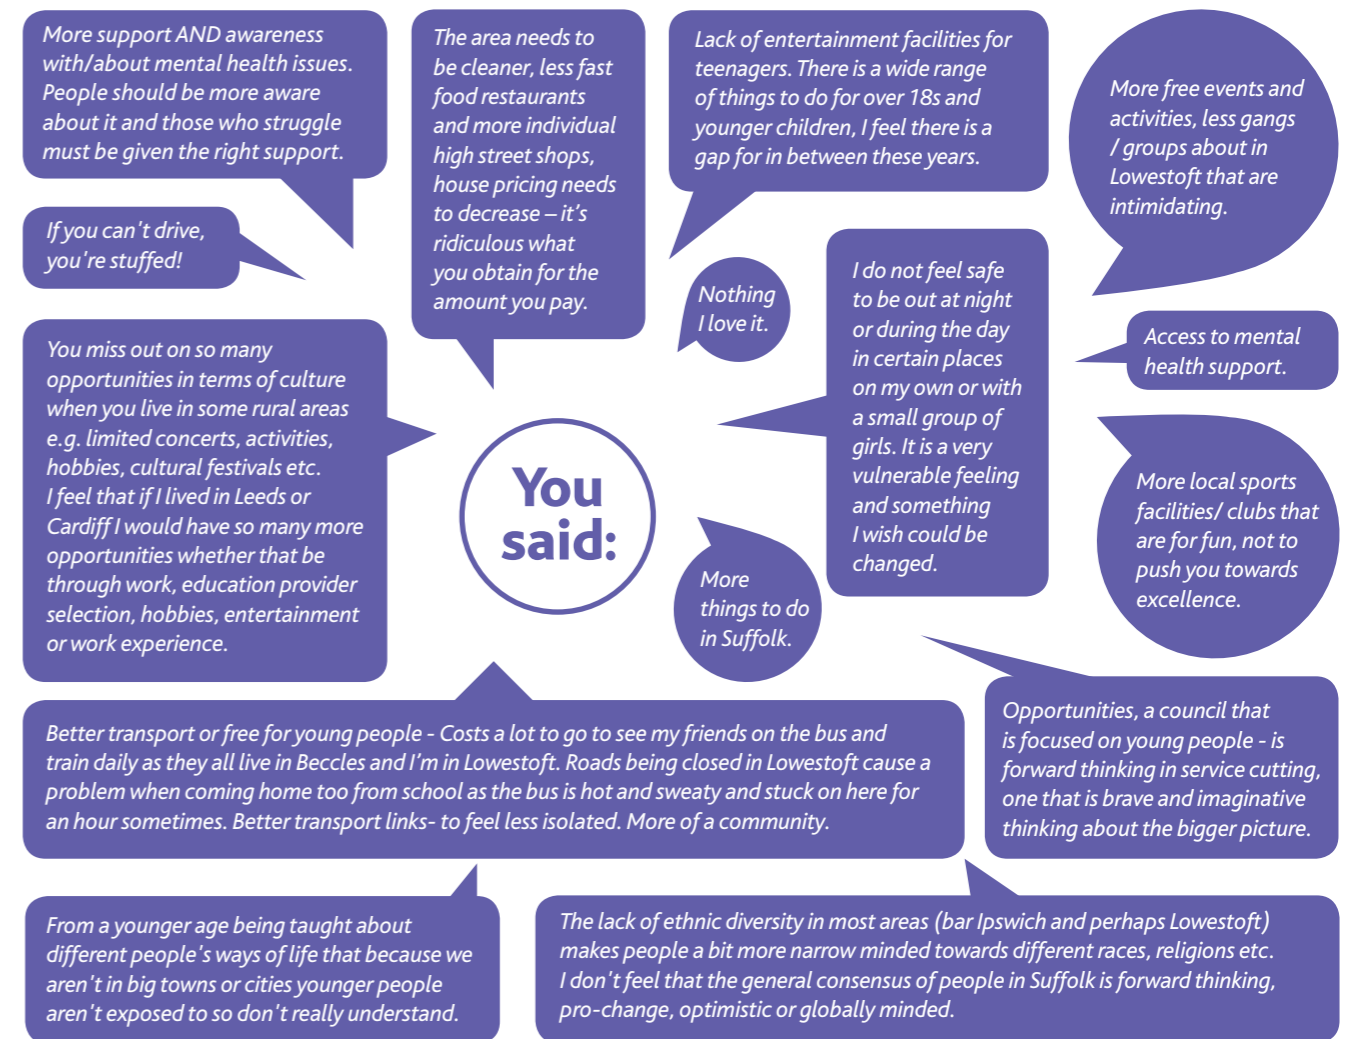 More support AND awareness
with/about mental health issues.
People should be more aware
about it and those who struggle
must be given the right support.
The area needs to
be cleaner, less fast
food restaurants
and more individual
high street shops,
house pricing needs
to decrease – it's
ridiculous what
you obtain for the
amount you pay.
Lack of entertainment facilities for
teenagers. There is a wide range
of things to do for over 18s and
younger children, I feel there is a
gap for in between these years.
More free events and
activities, less gangs
/ groups about in
Lowestoft that are
intimidating.
If you can't drive,
you're stuffed!
Nothing
I love it.
I do not feel safe
to be out at night
or during the day
in certain places
on my own or with
a small group of
girls. It is a very
vulnerable feeling
and something
I wish could be
changed.
Access to mental
health support.
You miss out on so many
opportunities in terms of culture
when you live in some rural areas
e.g. limited concerts, activities,
hobbies, cultural festivals etc.
I feel that if I lived in Leeds or
Cardiff I would have so many more
opportunities whether that be
through work, education provider
selection, hobbies, entertainment
or work experience.
You
said:
More
things to do
in Suffolk.
More local sports
facilities/ clubs that
are for fun, not to
push you towards
excellence.
Better transport or free for young people - Costs a lot to go to see my friends on the bus and
train daily as they all live in Beccles and I'm in Lowestoft. Roads being closed in Lowestoft cause a
problem when coming home too from school as the bus is hot and sweaty and stuck on here for
an hour sometimes. Better transport links- to feel less isolated. More of a community.
Opportunities, a council that
is focused on young people - is
forward thinking in service cutting,
one that is brave and imaginative
thinking about the bigger picture.
From a younger age being taught about
different people's ways of life that because we
aren't in big towns or cities younger people
aren't exposed to so don't really understand.
The lack of ethnic diversity in most areas (bar Ipswich and perhaps Lowestoft)
makes people a bit more narrow minded towards different races, religions etc.
I don't feel that the general consensus of people in Suffolk is forward thinking,
pro-change, optimistic or globally minded.